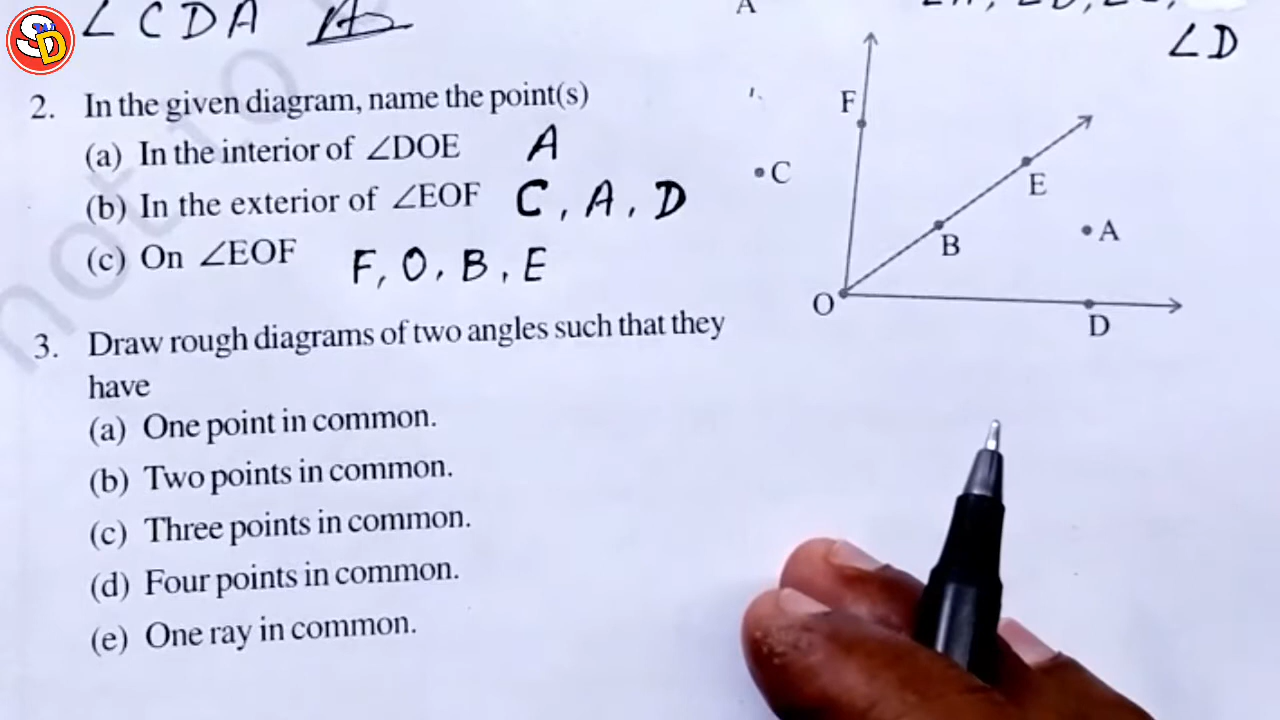 ∠CDA
A
∠D
2. In the given diagram, name the point(s)
(a) In the interior of ∠DOE A
(b) In the exterior of ∠EOF C, A, D
(c) On ∠EOF F, O, B, E
F
C
E
B
A
O
D
3. Draw rough diagrams of two angles such that they
have
(a) One point in common.
(b) Two points in common.
(c) Three points in common.
(d) Four points in common.
(e) One ray in common.